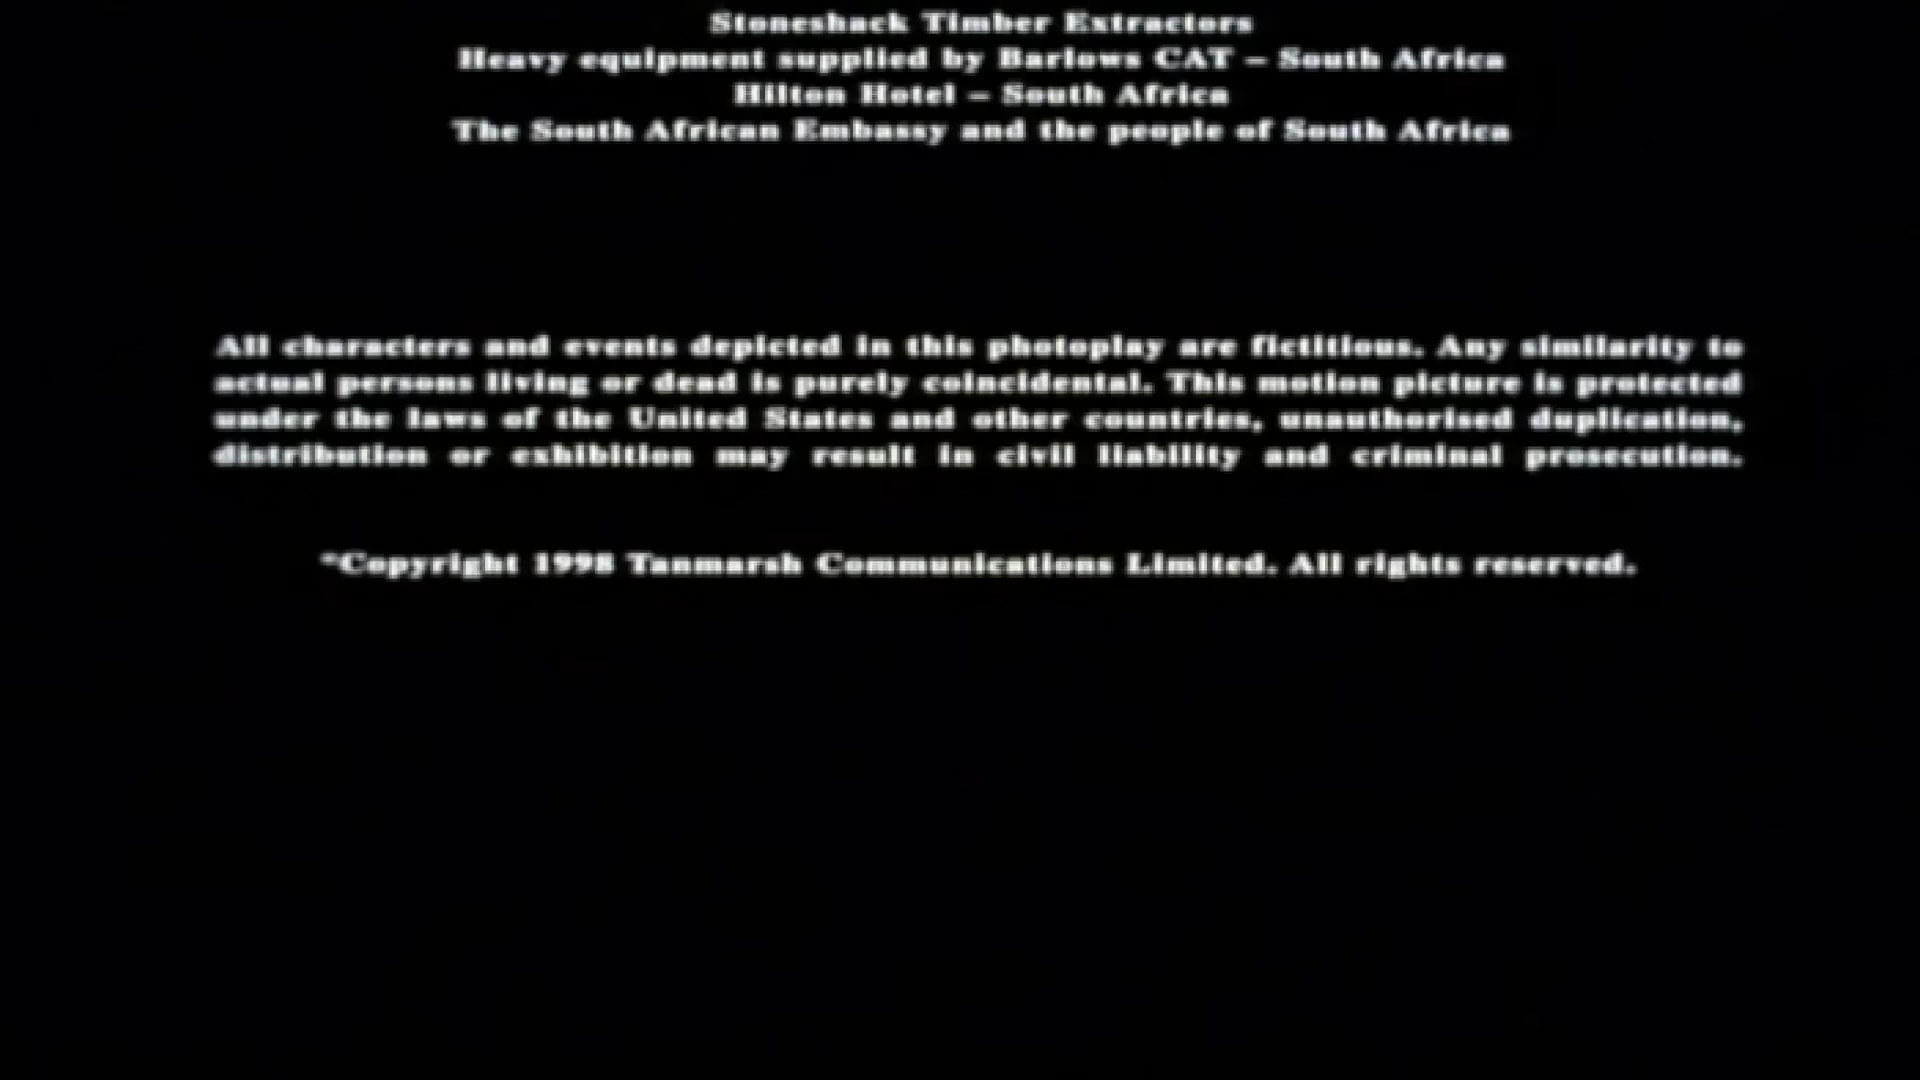 Stoneshack Timber Extractors
Heavy equipment supplied by Barlows CAT – South Africa
Hilton Hotel – South Africa
The South African Embassy and the people of South Africa
All characters and events depicted in this photoplay are fictitious. Any similarity to
actual persons living or dead is purely coincidental. This motion picture is protected
under the laws of the United States and other countries, unauthorised duplication,
distribution or exhibition may result in civil liability and criminal prosecution.
*Copyright 1998 Tanmarsh Communications Limited. All rights reserved.